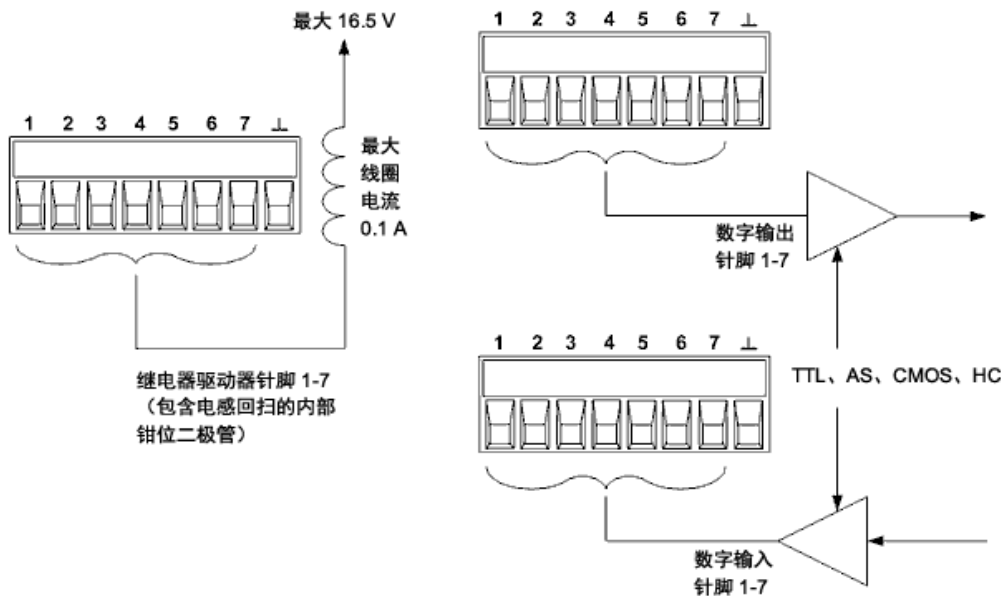 最大 16.5 V
1 2 3 4 5 6 7 ⊥
最大
线圈
电流
0.1 A
继电器驱动器针脚 1-7
（包含电感回扫的内部
钳位二极管）
1 2 3 4 5 6 7 ⊥
数字输出
针脚 1-7
TTL、AS、CMOS、HC
1 2 3 4 5 6 7 ⊥
数字输入
针脚 1-7